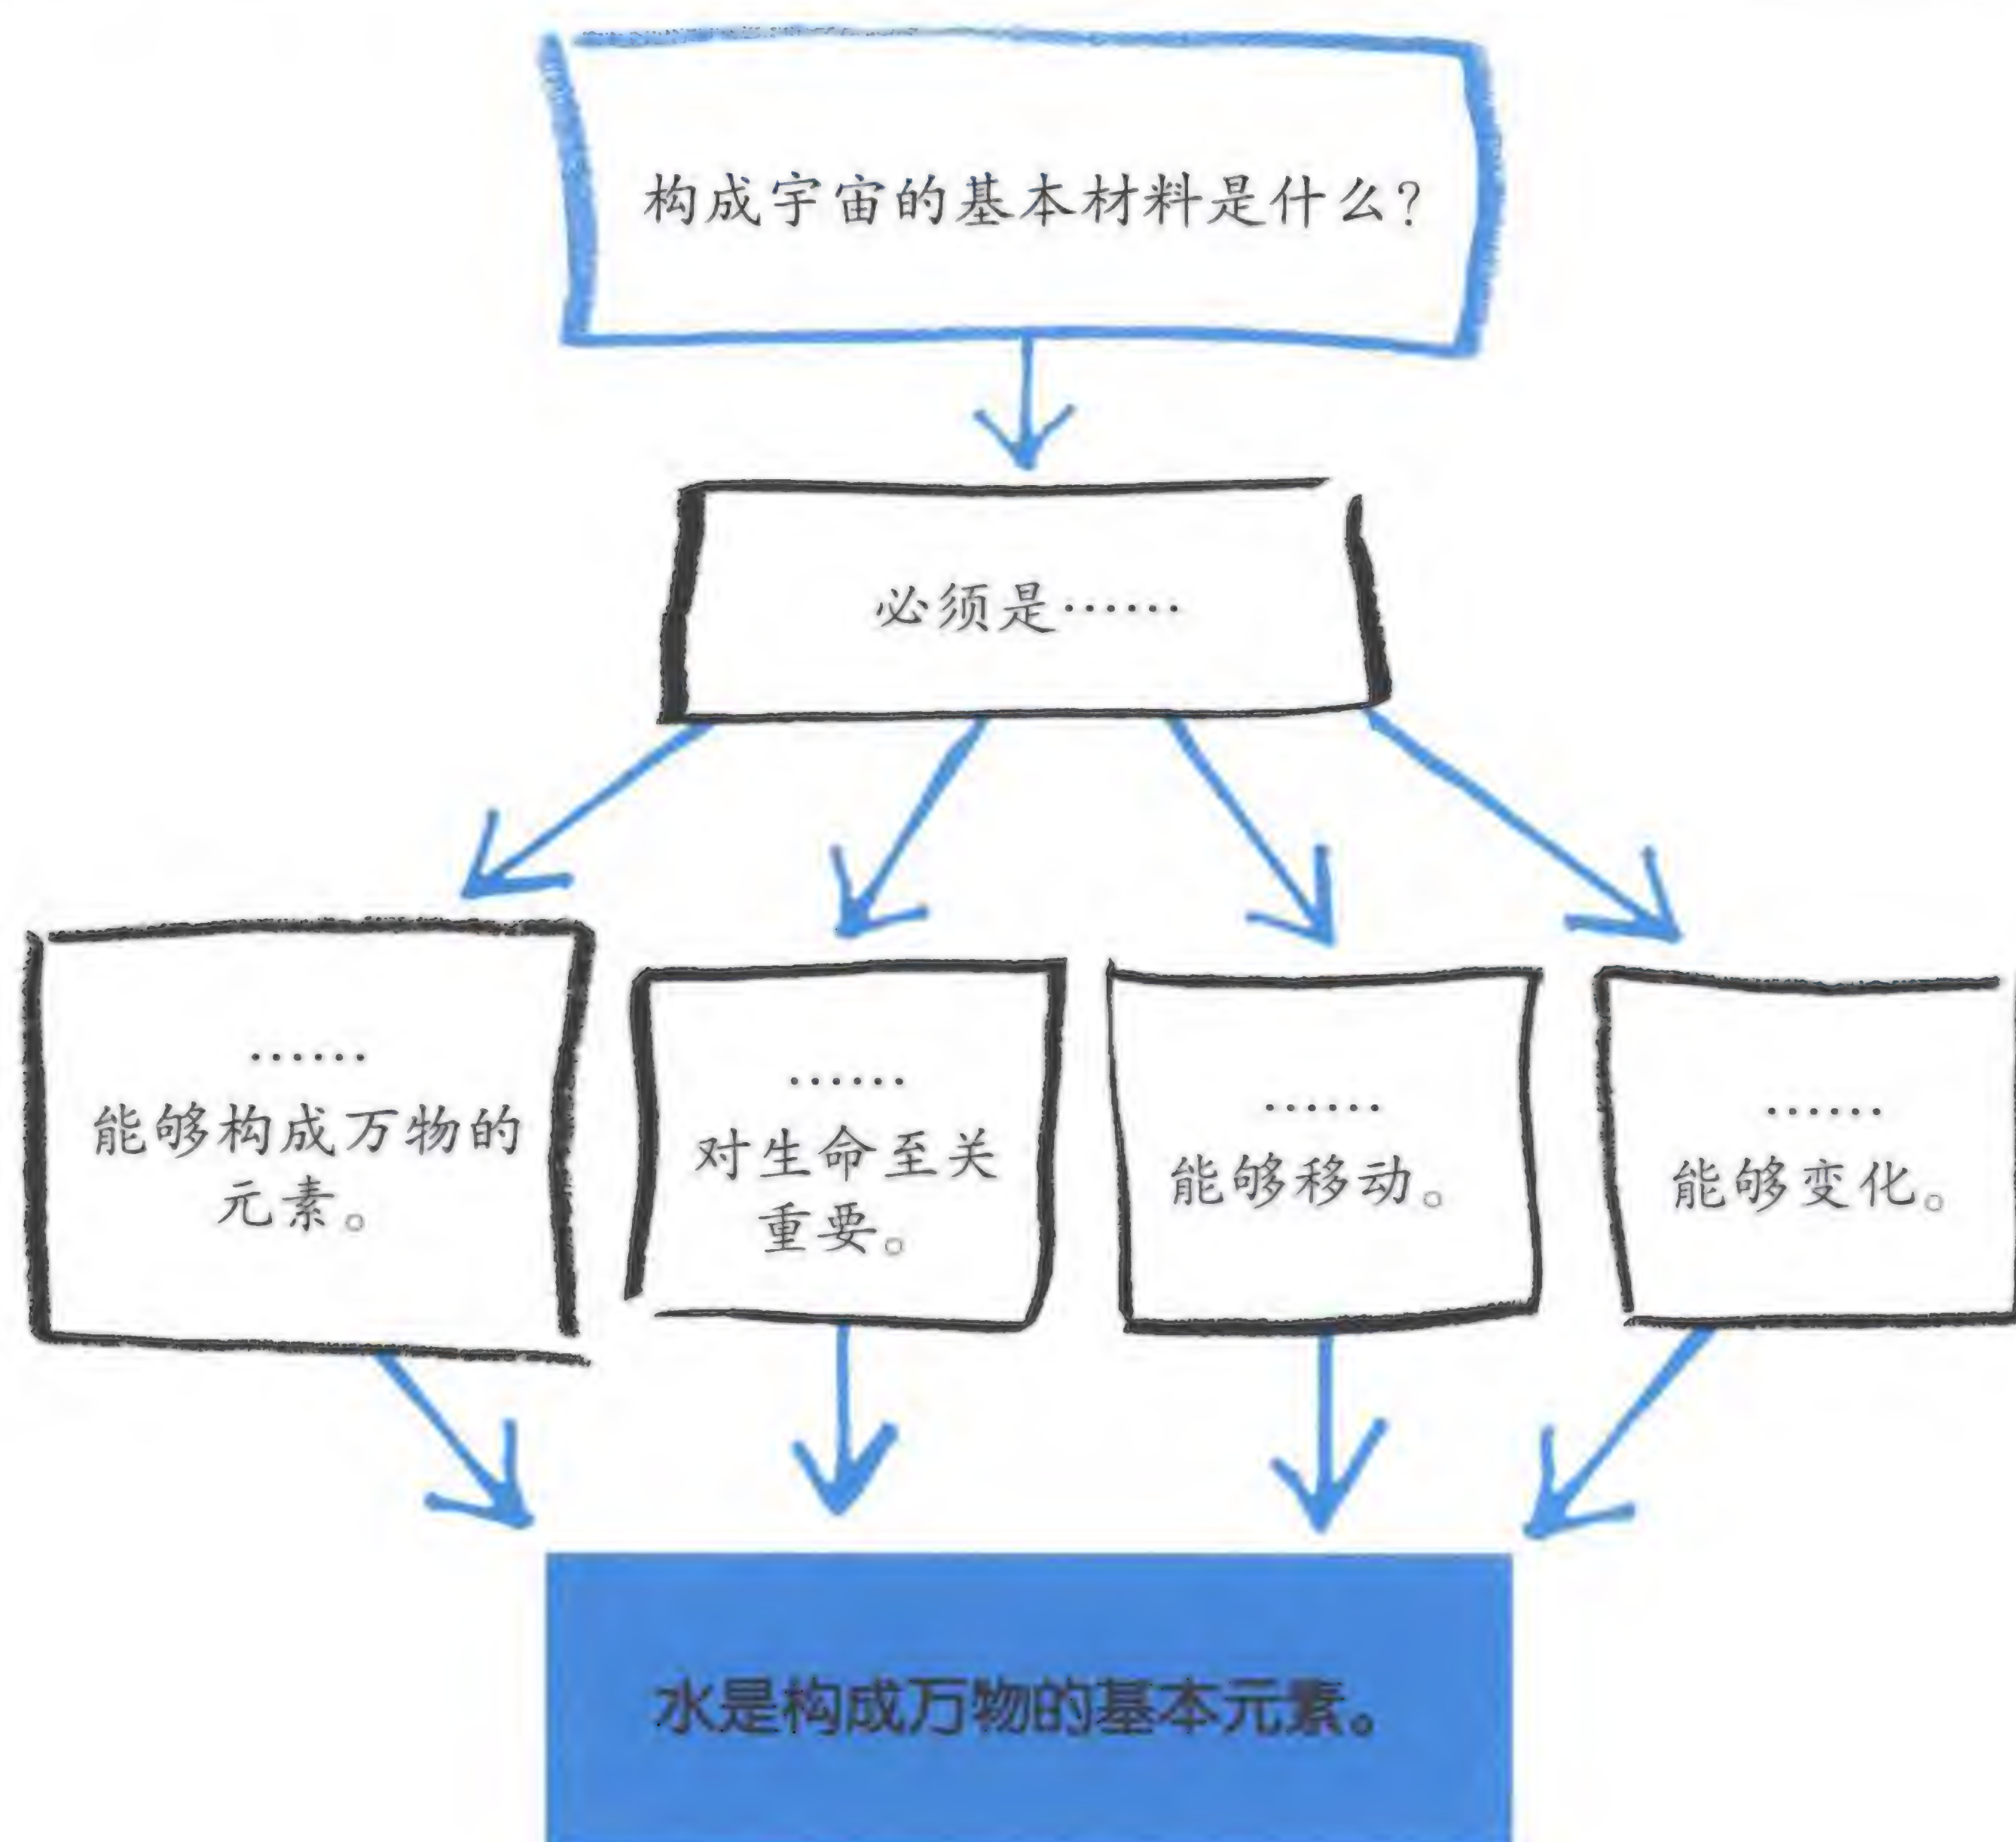 构成宇宙的基本材料是什么?
必须是……
……
能够构成万物的
元素。
……
对生命至关
重要。
……
能够移动。
……
能够变化。
水是构成万物的基本元素。